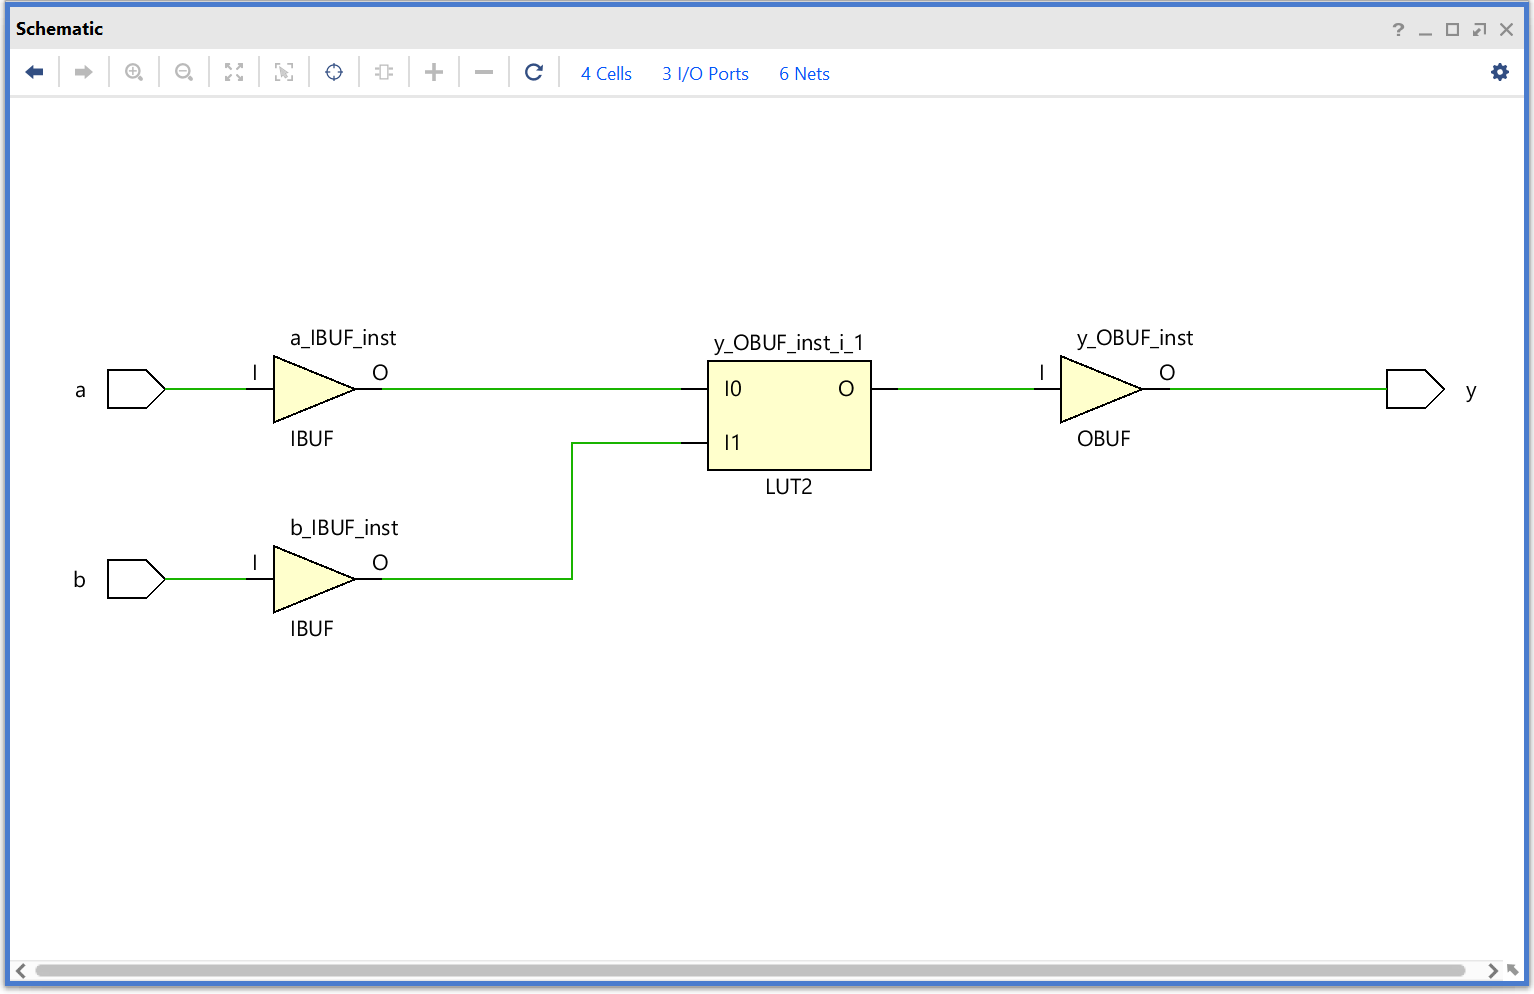 Schematic
4 Cells 3 I/O Ports 6 Nets
a_IBUF_inst
y_OBUF_inst_i_1
y_OBUF_inst
a
I
O
I0
O
I
O
y
IBUF
I1
OBUF
LUT2
b_IBUF_inst
b
I
O
IBUF